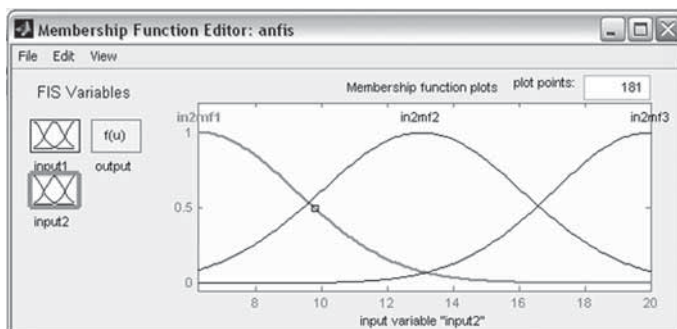 Membership Function Editor: anfis
File Edit View
FIS Variables
Membership function plots plot points: 181
in2mf1 in2mf2 in2mf3
f(u)
input1 output
input2
1
0.5
0
8 10 12 14 16 18 20
input variable "input2"